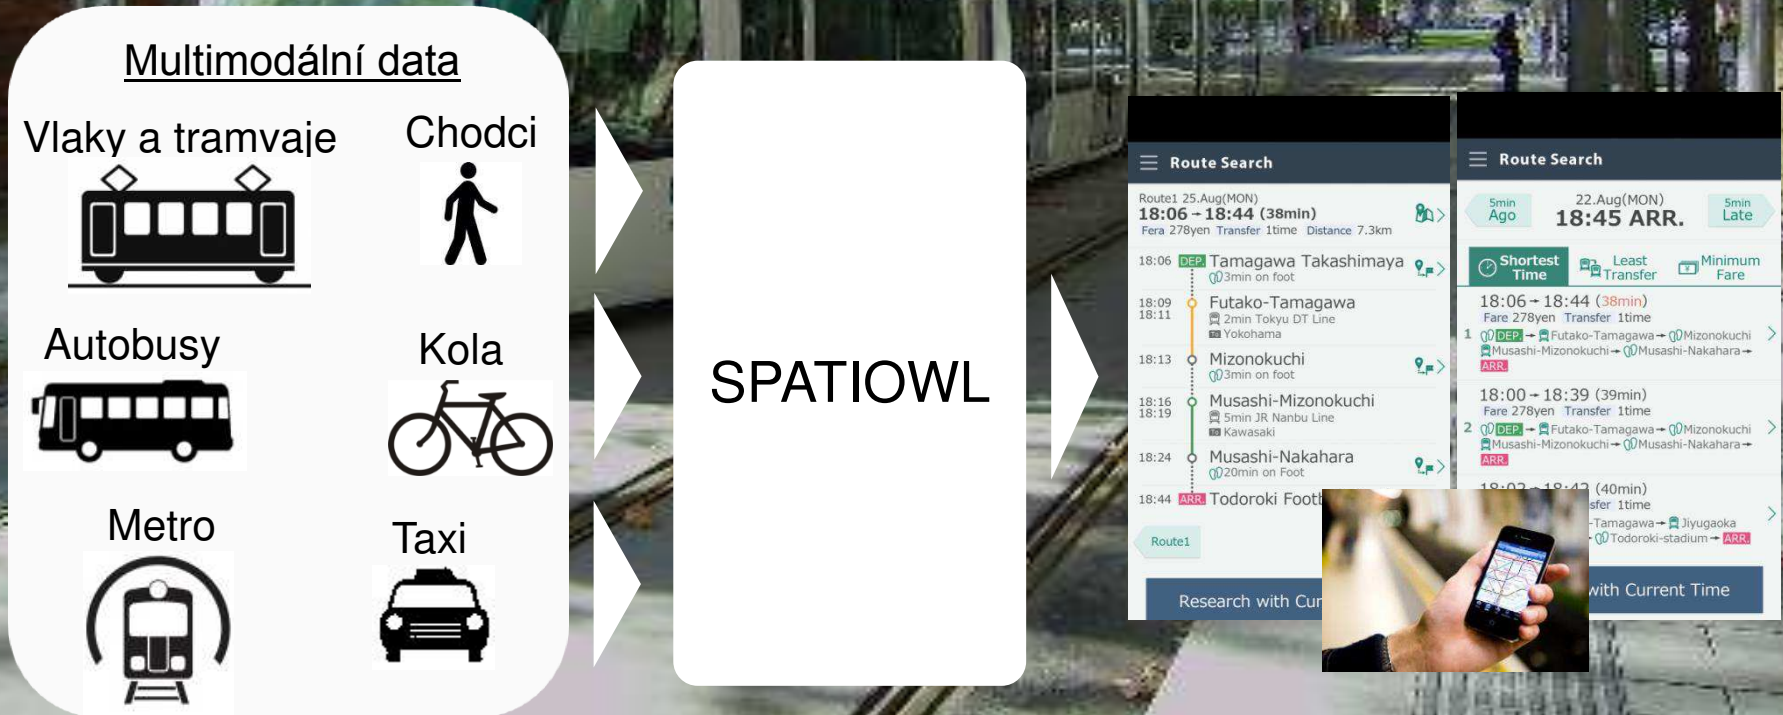 Multimodální data
Vlaky a tramvaje
Chodci
Autobusy
Kola
Metro
Taxi
SPATIOWL
Route Search
Route1 25.Aug(MON)
18:06 → 18:44 (38min)
Fera 278yen Transfer 1time Distance 7.3km
18:06 DEP. Tamagawa Takashimaya
3min on foot
18:09 Futako-Tamagawa
18:11 2min Tokyu DT Line
To Yokohama
18:13 Mizonokuchi
3min on foot
18:16 Musashi-Mizonokuchi
18:19 5min JR Nanbu Line
To Kawasaki
18:24 Musashi-Nakahara
20min on Foot
18:44 ARR. Todoroki
Route1
Research with
Route Search
5min Ago
22.Aug(MON)
18:45 ARR.
5min Late
Shortest Time
Least Transfer
Minimum Fare
18:06 → 18:44 (38min)
Fare 278yen Transfer 1time
1 DEP. → Futako-Tamagawa → Mizonokuchi
Musashi-Mizonokuchi → Musashi-Nakahara →
ARR.
18:00 → 18:39 (39min)
Fare 278yen Transfer 1time
2 DEP. → Futako-Tamagawa → Mizonokuchi
Musashi-Mizonokuchi → Musashi-Nakahara →
ARR.
(40min)
1time
-Tamagawa → Jiyugaoka
→ Todoroki-stadium → ARR.
with Current Time